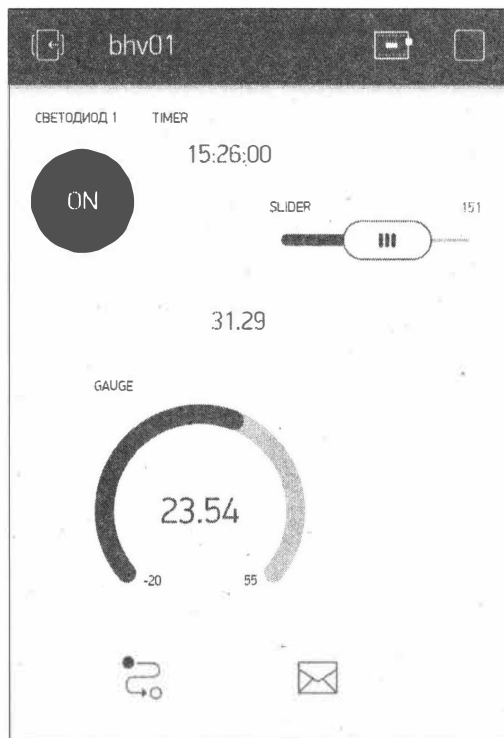 bhv01
СВЕТОДИОД 1 TIMER
15:26:00
ON
SLIDER 151
31.29
GAUGE
23.54
-20 55